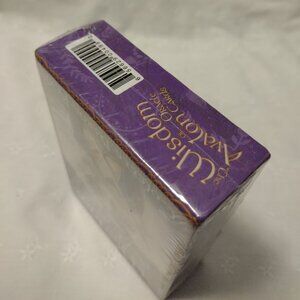 The
Wisdom
of
Avalon
Oracle
Cards